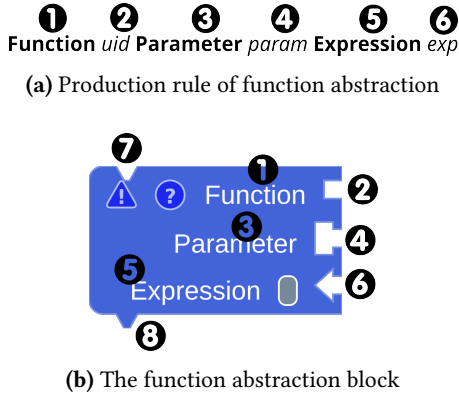 1 2 3 4 5 6
Function uid Parameter param Expression exp
(a) Production rule of function abstraction
7
1
! ? Function 2
3
Parameter 4
5
Expression 6
8
(b) The function abstraction block